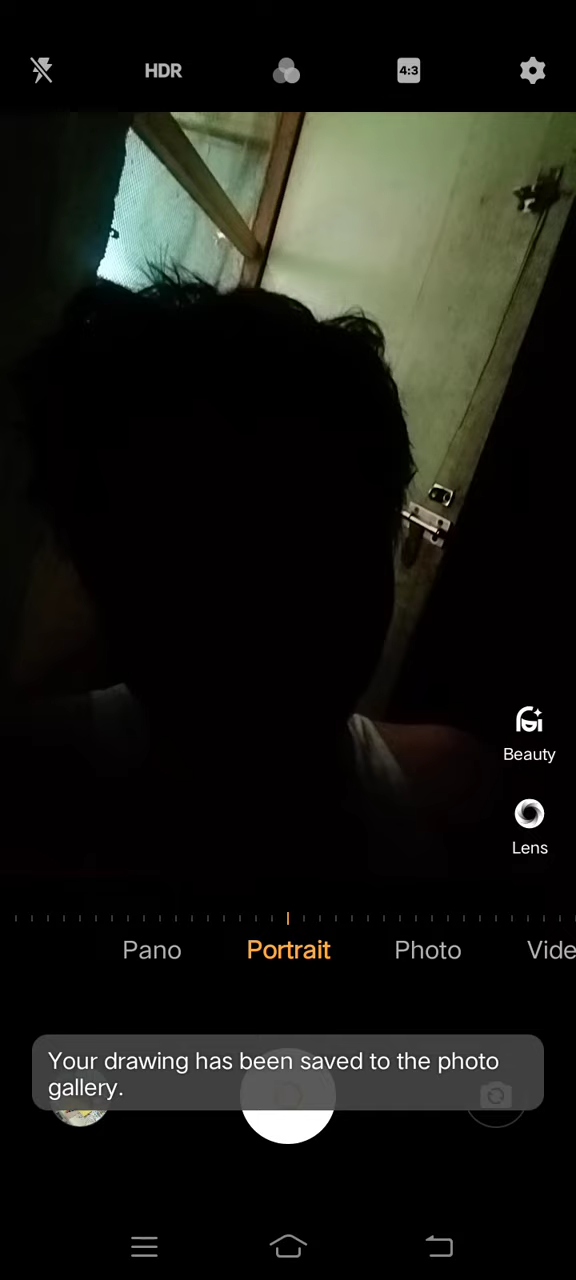 HDR
4:3
Beauty
Lens
Pano Portrait Photo Vide
Your drawing has been saved to the photo
gallery.